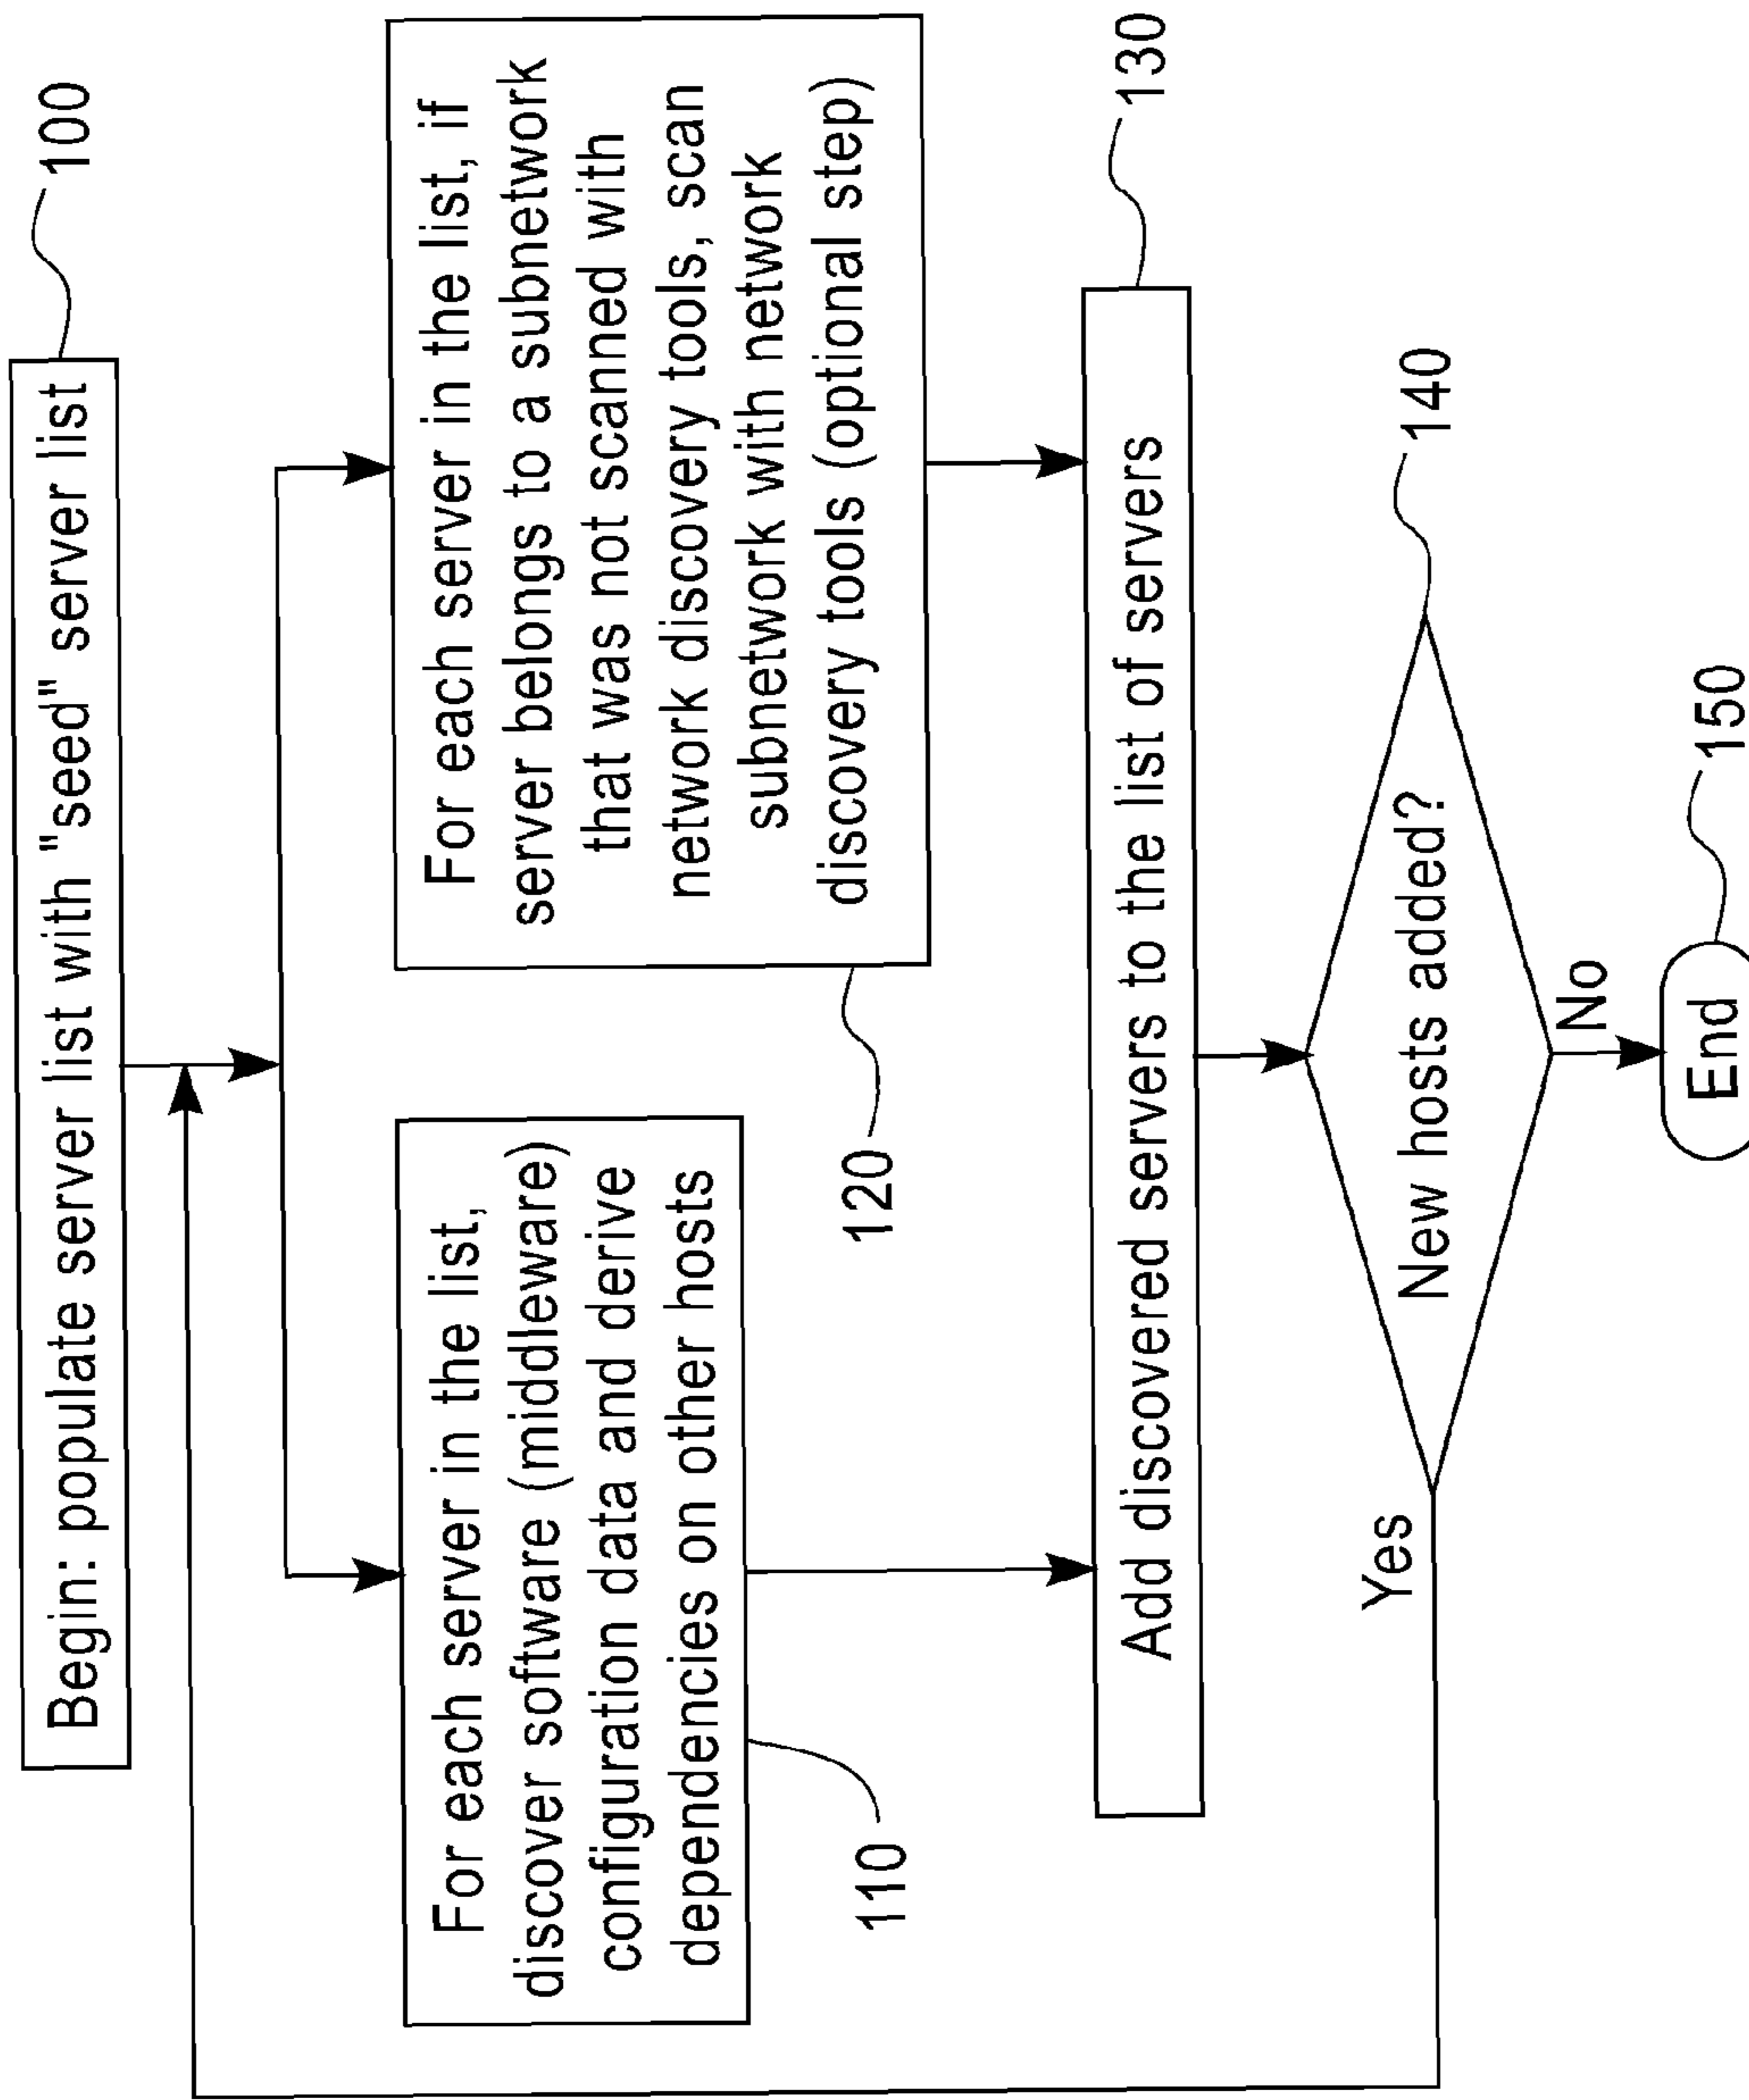 Begin: populate server list with "seed" server list
100
For each server in the list,
discover software (middleware)
configuration data and derive
dependencies on other hosts
110
For each server in the list, if
server belongs to a subnetwork
that was not scanned with
network discovery tools, scan
subnetwork with network
discovery tools (optional step)
120
Add discovered servers to the list of servers
130
New hosts added?
140
Yes
No
End
150